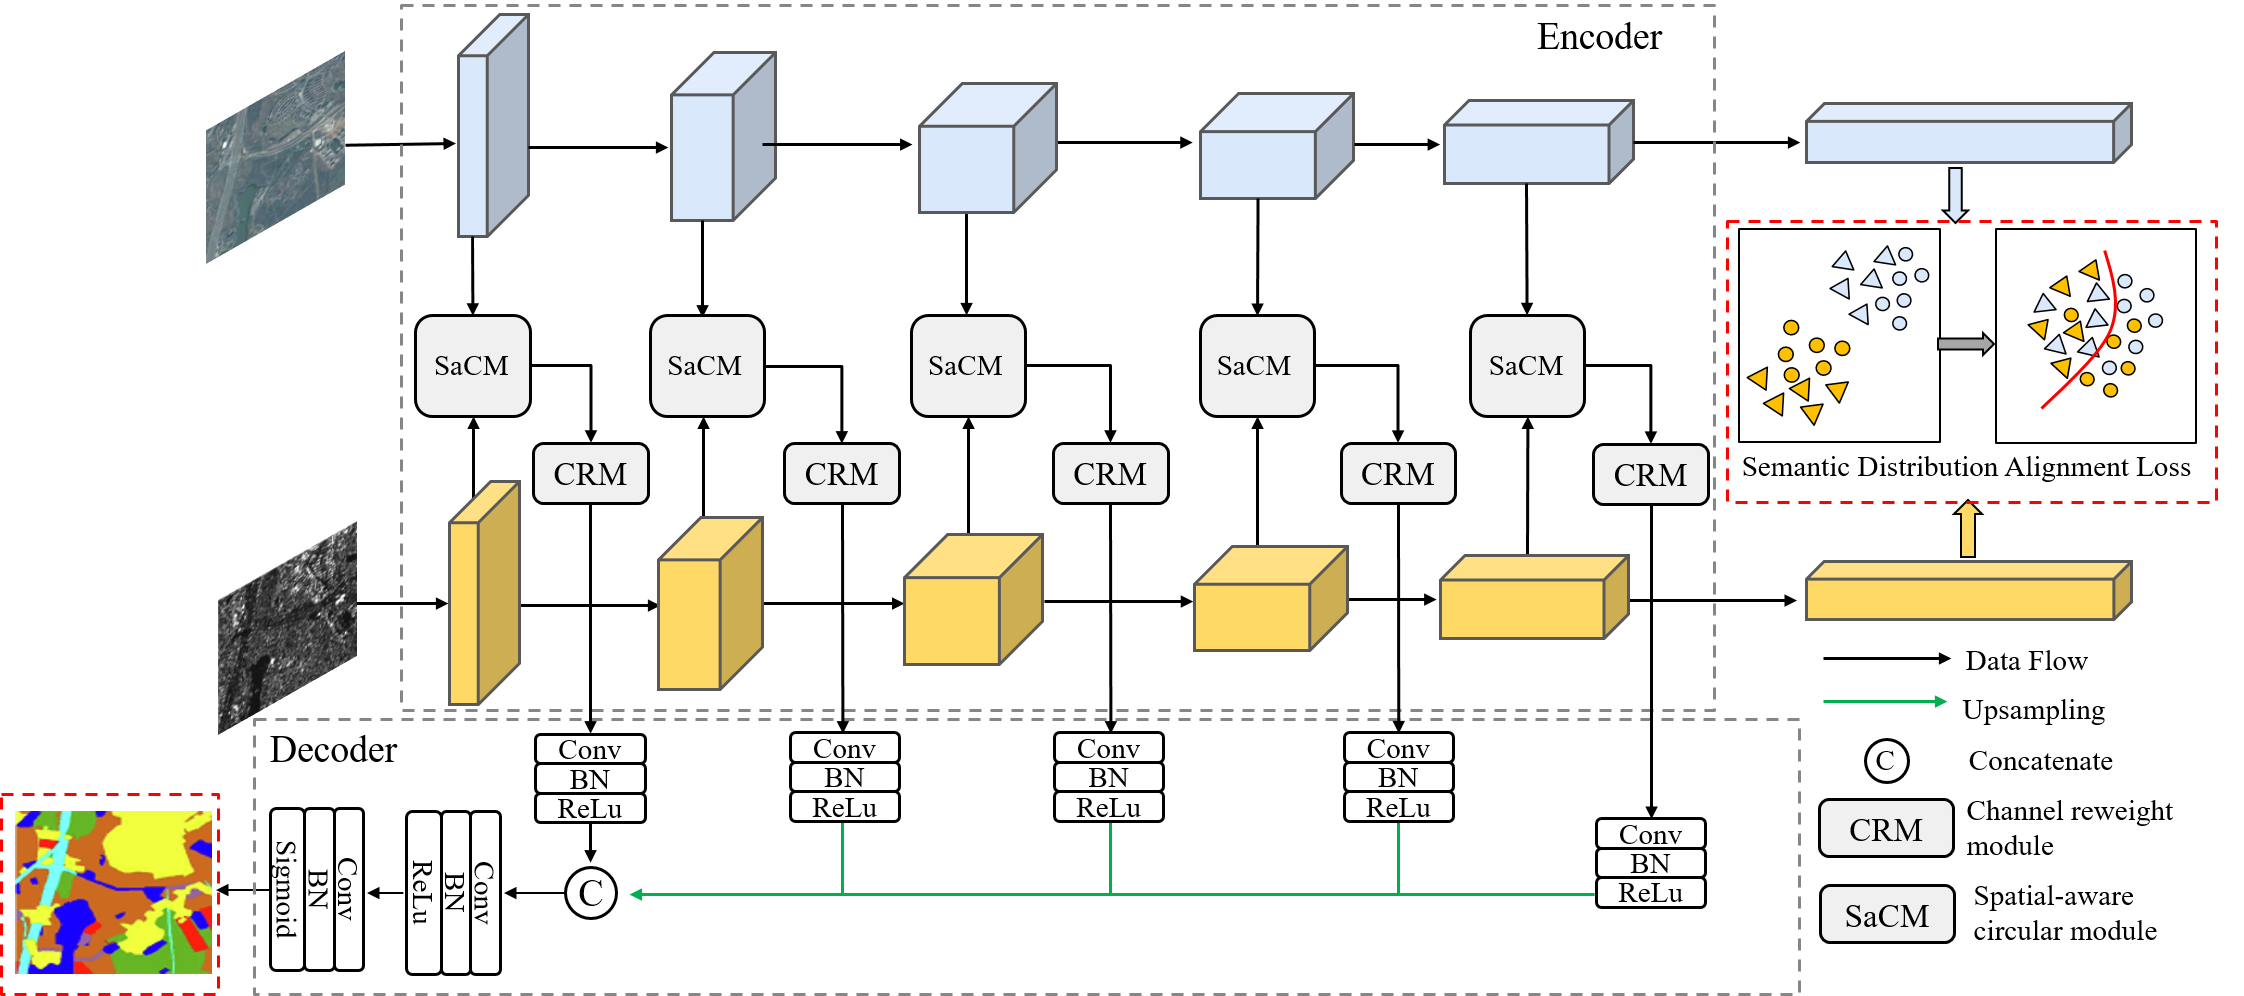 Encoder
SaCM
SaCM
SaCM
SaCM
SaCM
CRM
CRM
CRM
CRM
CRM
Semantic Distribution Alignment Loss
Data Flow
Upsampling
C
Concatenate
CRM
Channel reweight
module
SaCM
Spatial-aware
circular module
Decoder
Conv
BN
ReLu
Conv
BN
ReLu
Conv
BN
ReLu
Conv
BN
ReLu
Conv
BN
ReLu
C
Conv
BN
ReLu
Conv
BN
Sigmoid